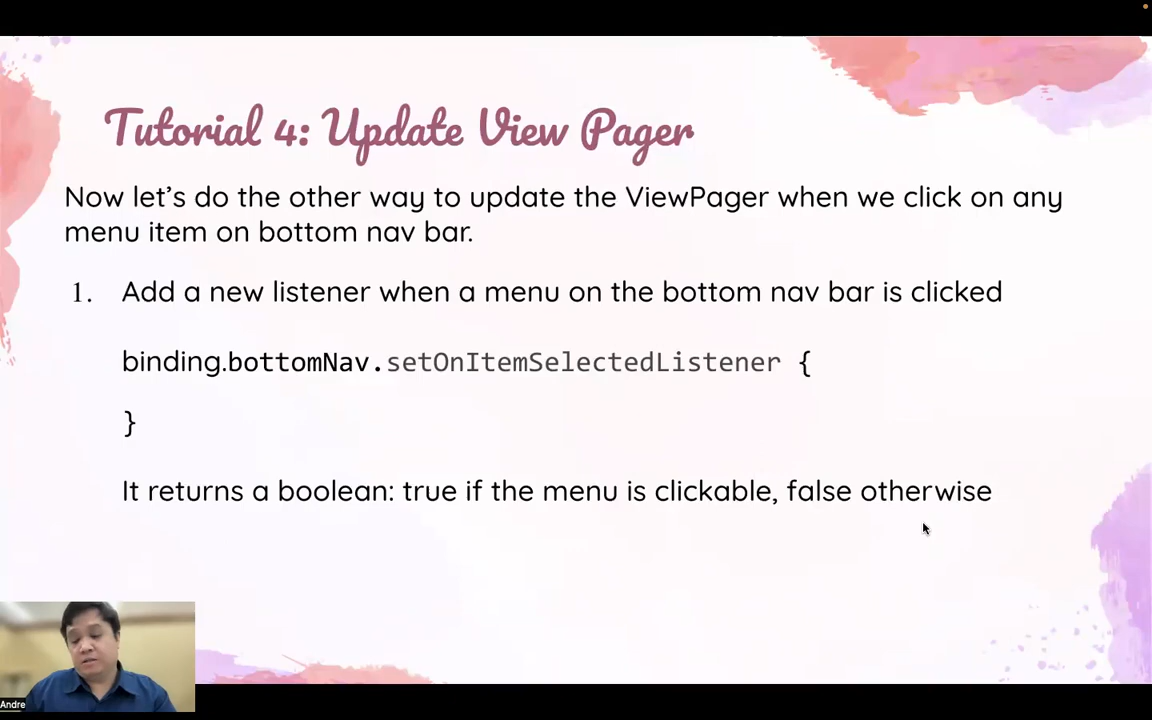 Tutorial 4: Update View Pager
Now let’s do the other way to update the ViewPager when we click on any
menu item on bottom nav bar.
1. Add a new listener when a menu on the bottom nav bar is clicked
binding.bottomNav.setOnItemSelectedListener {
}
It returns a boolean: true if the menu is clickable, false otherwise
Andre